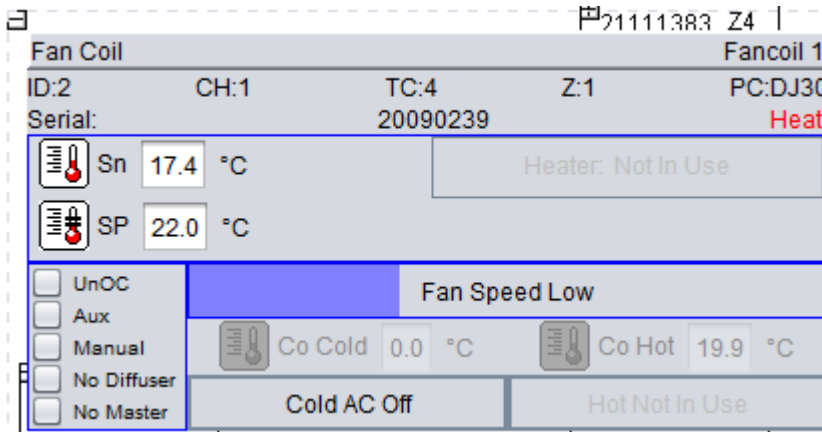 21111383 Z4
Fan Coil Fancoil 1
ID:2 CH:1 TC:4 Z:1 PC:DJ30
Serial: 20090239 Heat
Sn 17.4 °C Heater: Not In Use
SP 22.0 °C
UnOC Fan Speed Low
Aux
Manual Co Cold 0.0 °C Co Hot 19.9 °C
No Diffuser
No Master Cold AC Off Hot Not In Use